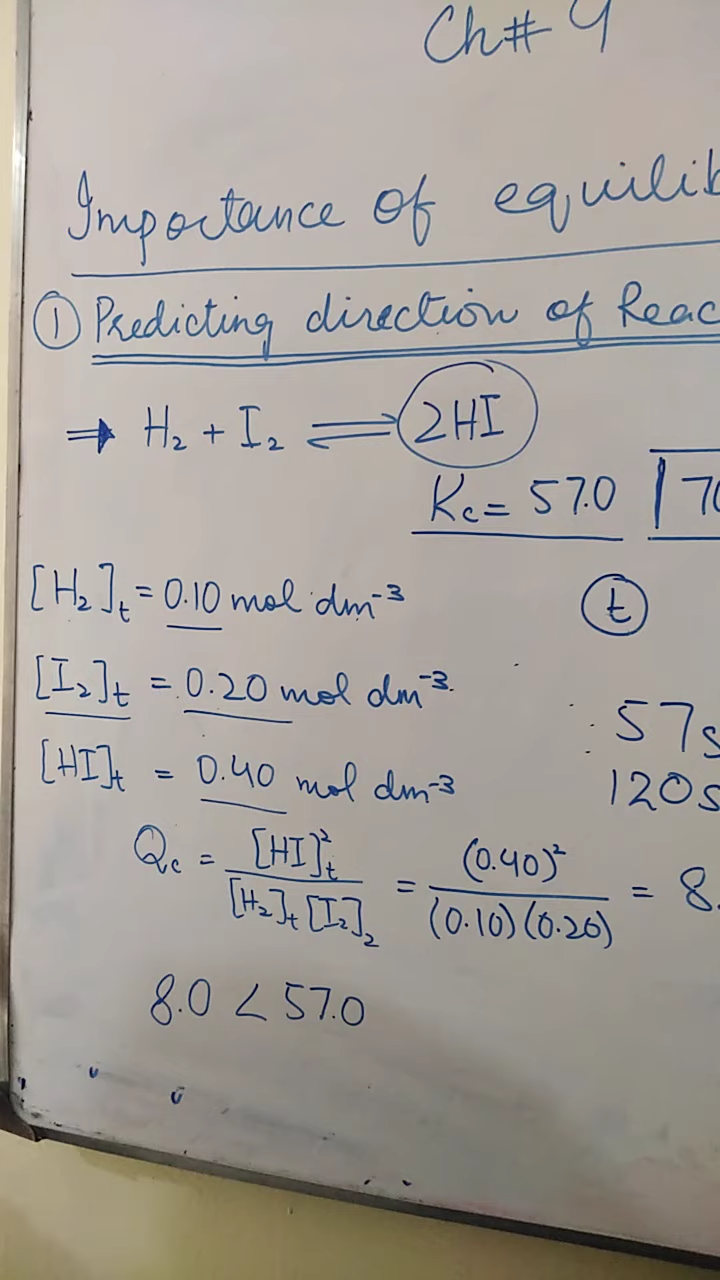 Ch# 4
Importance of equilib
① Predicting direction of Reac
⇒ H₂ + I₂ ⇌ 2HI
Kc = 57.0 | 70
[H₂]t = 0.10 mol dm⁻³
t
[I₂]t = 0.20 mol dm⁻³.
57s
[HI]t = 0.40 mol dm⁻³
120s
Qc = [HI]²t / [H₂]t [I₂]₂ = (0.40)² / (0.10)(0.20) = 8.
8.0 < 57.0